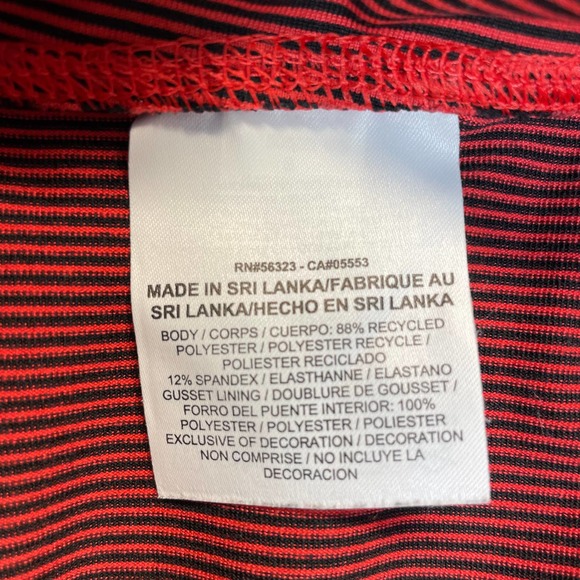 RN#56323 - CA#05553
MADE IN SRI LANKA/FABRIQUE AU
SRI LANKA/HECHO EN SRI LANKA
BODY / CORPS / CUERPO: 88% RECYCLED
POLYESTER / POLYESTER RECYCLE /
POLIESTER RECICLADO
12% SPANDEX / ELASTHANNE / ELASTANO
GUSSET LINING / DOUBLURE DE GOUSSET /
FORRO DEL PUENTE INTERIOR: 100%
POLYESTER / POLYESTER / POLIESTER
EXCLUSIVE OF DECORATION / DECORATION
NON COMPRISE / NO INCLUYE LA
DECORACION